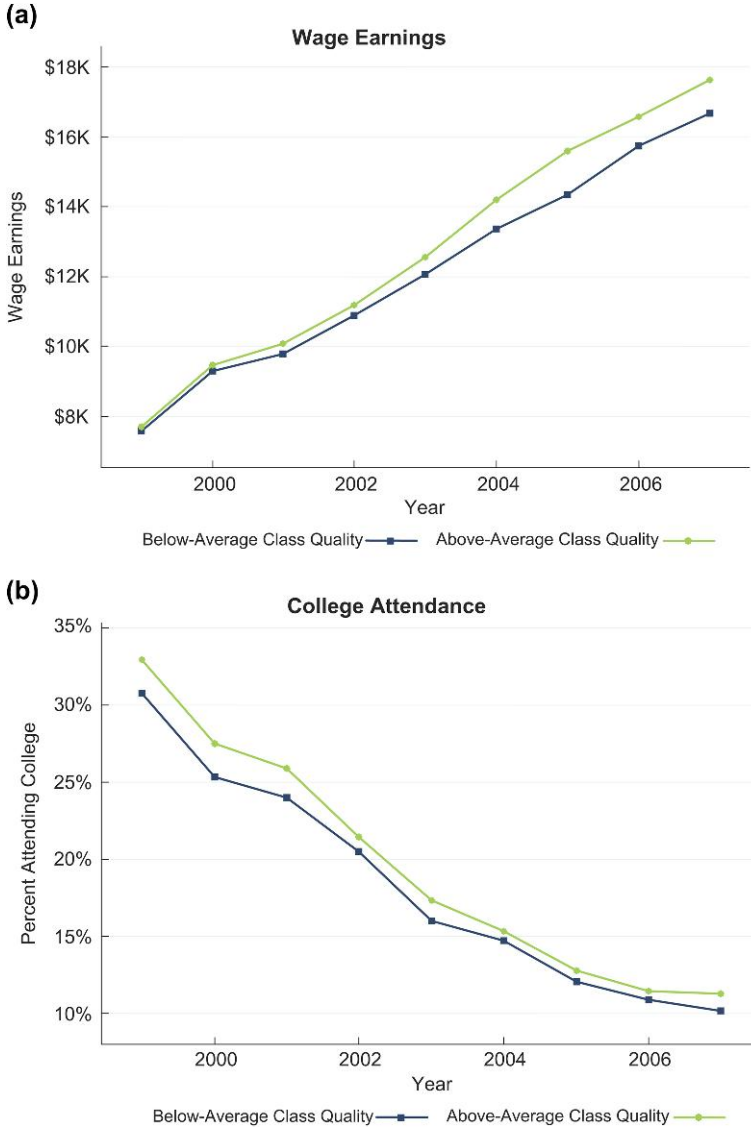 (a)
Wage Earnings
$18K
$16K
$14K
$12K
$10K
$8K
Wage Earnings
2000 2002 2004 2006
Year
Below-Average Class Quality Above-Average Class Quality
(b)
College Attendance
35%
30%
25%
20%
15%
10%
Percent Attending College
2000 2002 2004 2006
Year
Below-Average Class Quality Above-Average Class Quality